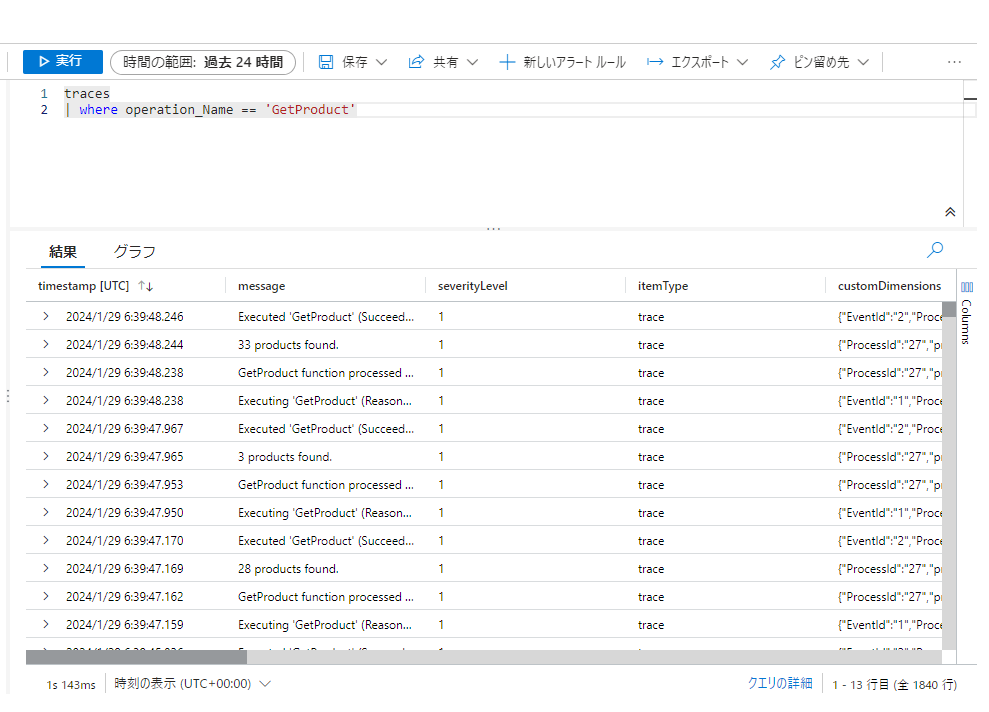 実行 時間の範囲: 過去 24 時間 保存 共有 新しいアラート ルール エクスポート ピン留め先 ...
1 traces
2 | where operation_Name == 'GetProduct'
結果 グラフ
timestamp [UTC] ↑↓ message severityLevel itemType customDimensions
2024/1/29 6:39:48.246 Executed 'GetProduct' (Succeed... 1 trace {"EventId":"2","Proce
2024/1/29 6:39:48.244 33 products found. 1 trace {"ProcessId":"27","p
2024/1/29 6:39:48.238 GetProduct function processed ... 1 trace {"ProcessId":"27","p
2024/1/29 6:39:48.238 Executing 'GetProduct' (Reason... 1 trace {"EventId":"1","Proce
2024/1/29 6:39:47.967 Executed 'GetProduct' (Succeed... 1 trace {"EventId":"2","Proce
2024/1/29 6:39:47.965 3 products found. 1 trace {"ProcessId":"27","p
2024/1/29 6:39:47.953 GetProduct function processed ... 1 trace {"ProcessId":"27","p
2024/1/29 6:39:47.950 Executing 'GetProduct' (Reason... 1 trace {"EventId":"1","Proce
2024/1/29 6:39:47.170 Executed 'GetProduct' (Succeed... 1 trace {"EventId":"2","Proce
2024/1/29 6:39:47.169 28 products found. 1 trace {"ProcessId":"27","p
2024/1/29 6:39:47.162 GetProduct function processed ... 1 trace {"ProcessId":"27","p
2024/1/29 6:39:47.159 Executing 'GetProduct' (Reason... 1 trace {"EventId":"1","Proce
Columns
1s 143ms 時刻の表示 (UTC+00:00) クエリの詳細 1 - 13 行目 (全 1840 行)